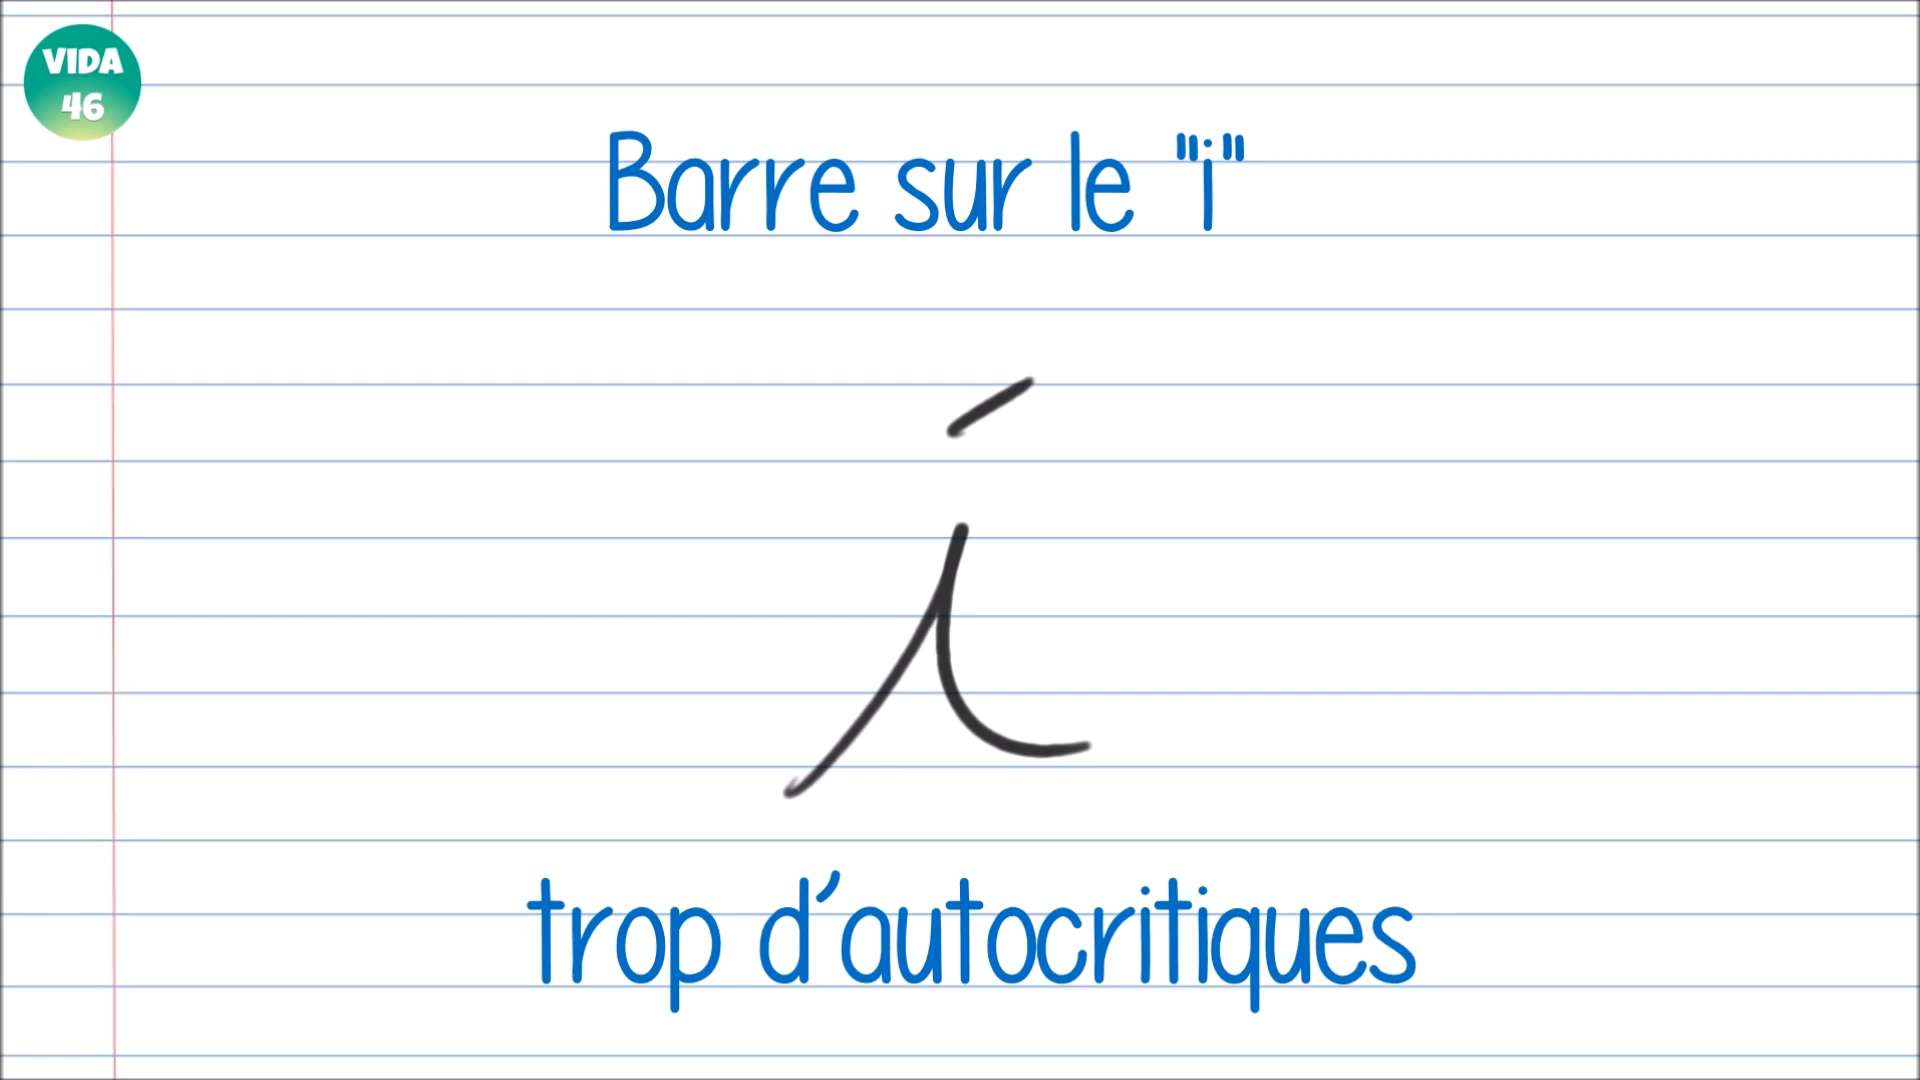 VIDA
46
Barre sur le "i"
i
trop d'autocritiques